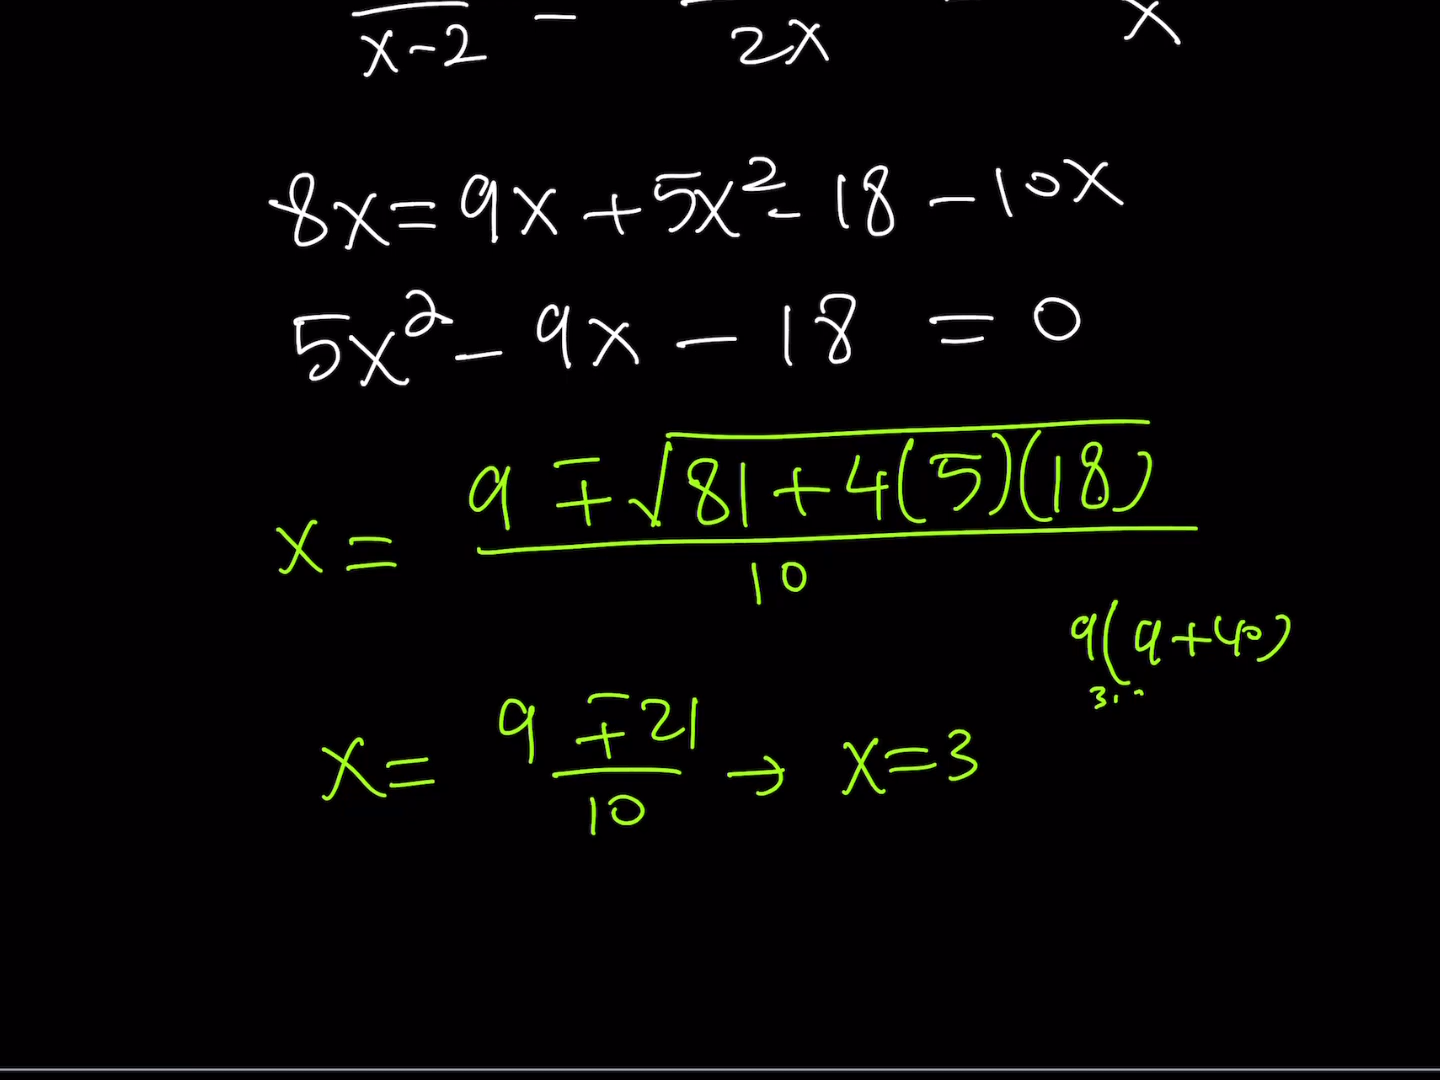 x-2 - 2x x
8x = 9x + 5x² - 18 - 10x
5x² - 9x - 18 = 0
x = 9 ∓ √81+4(5)(18) / 10
9(9+40)
3.
x = 9 ∓ 21 / 10 → x = 3